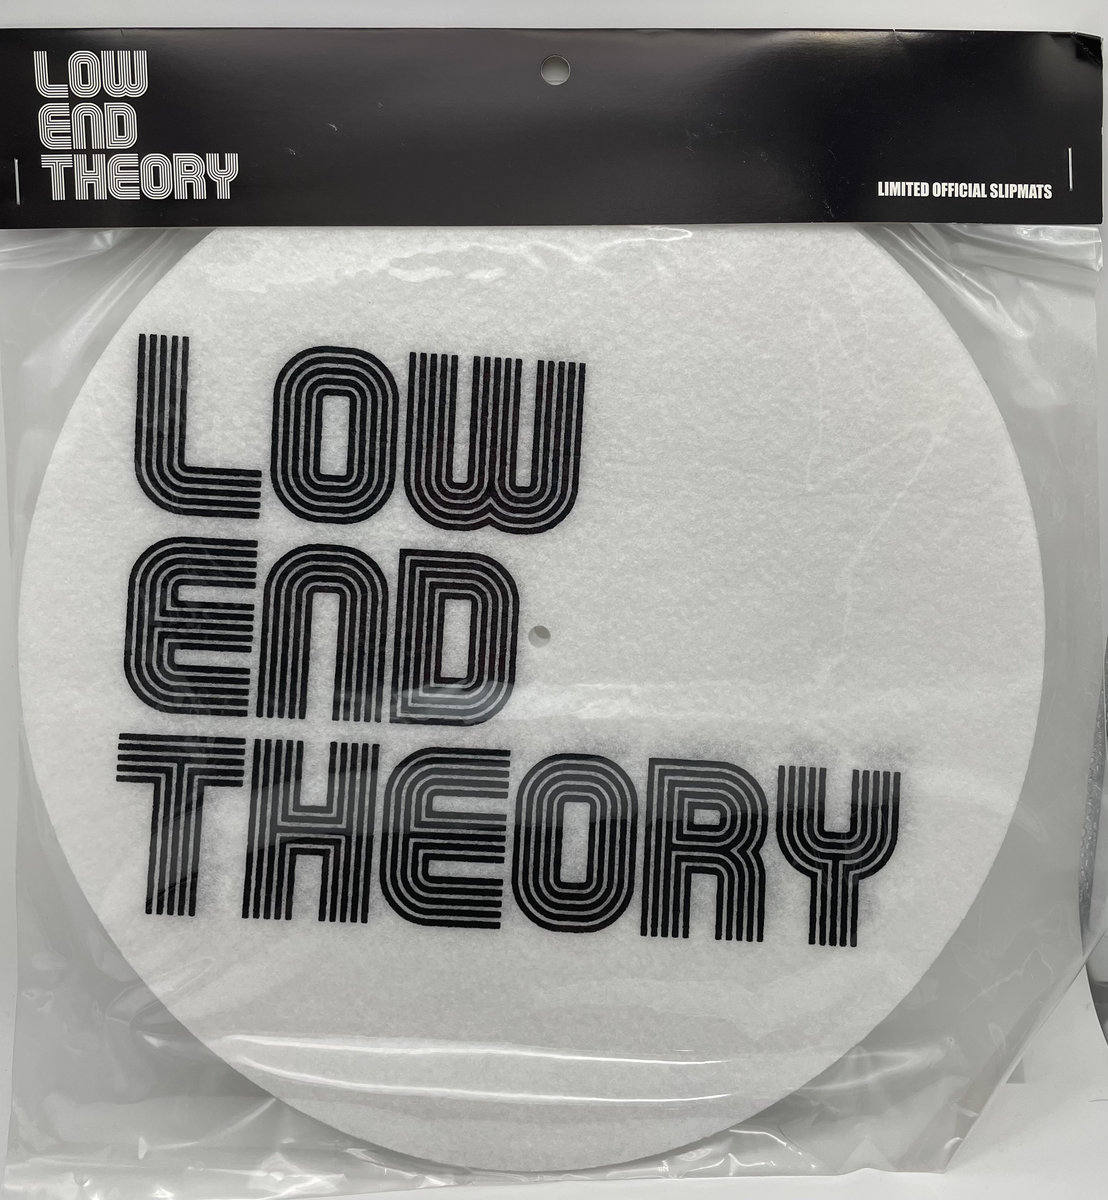 LOW
END
THEORY
LIMITED OFFICIAL SLIPMATS
LOW
END
THEORY